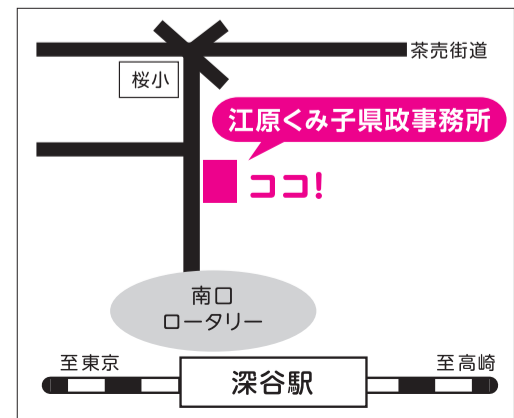 茶売街道
桜小
江原くみ子県政事務所
ココ!
南口
ロータリー
至東京
至高崎
深谷駅